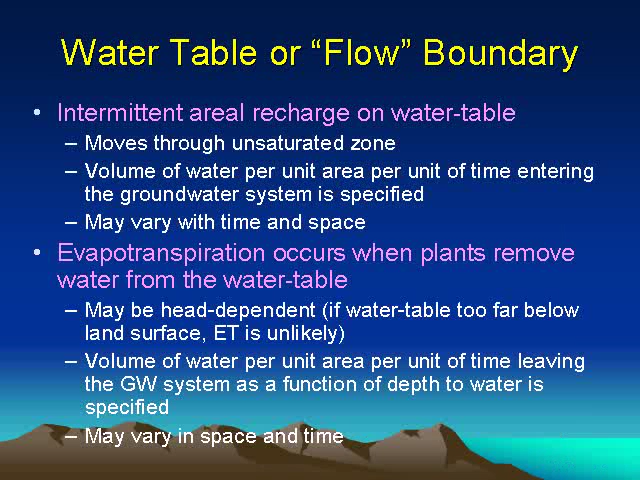 Water Table or “Flow” Boundary
• Intermittent areal recharge on water-table
– Moves through unsaturated zone
– Volume of water per unit area per unit of time entering
the groundwater system is specified
– May vary with time and space
• Evapotranspiration occurs when plants remove
water from the water-table
– May be head-dependent (if water-table too far below
land surface, ET is unlikely)
– Volume of water per unit area per unit of time leaving
the GW system as a function of depth to water is
specified
– May vary in space and time